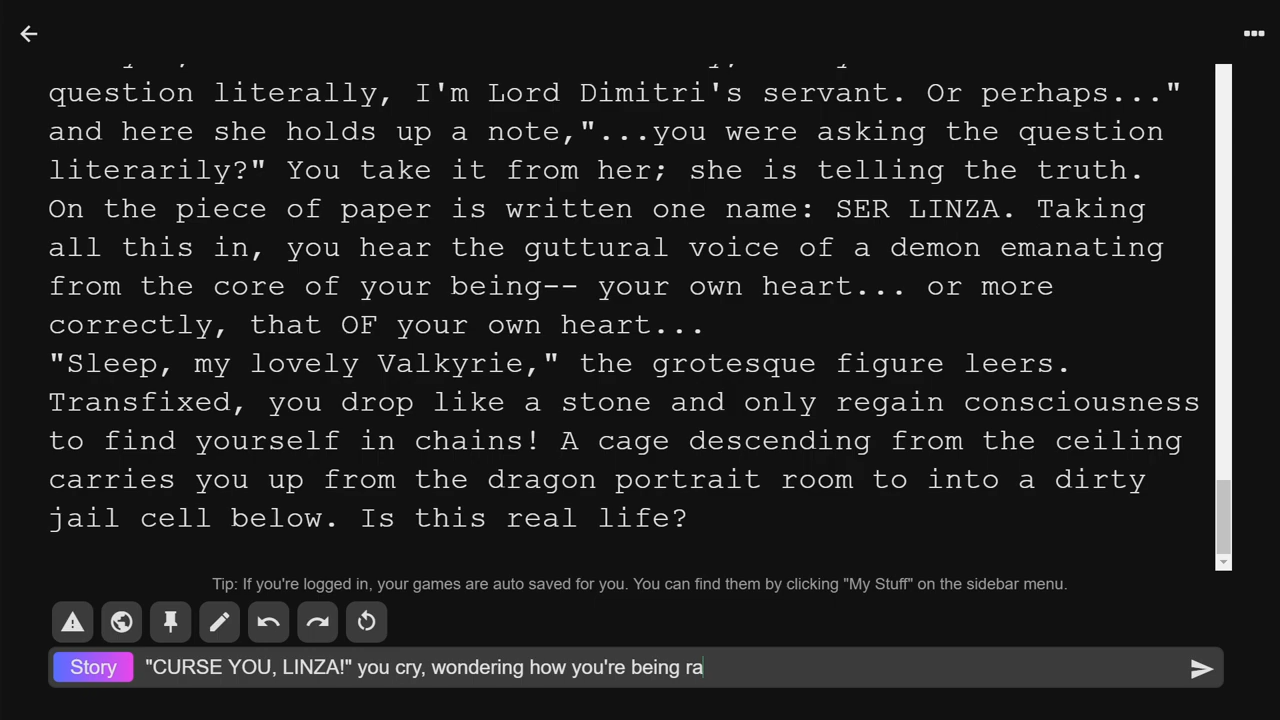 question literally, I'm Lord Dimitri's servant. Or perhaps..."
and here she holds up a note,"...you were asking the question
literarily?" You take it from her; she is telling the truth.
On the piece of paper is written one name: SER LINZA. Taking
all this in, you hear the guttural voice of a demon emanating
from the core of your being-- your own heart... or more
correctly, that OF your own heart...
"Sleep, my lovely Valkyrie," the grotesque figure leers.
Transfixed, you drop like a stone and only regain consciousness
to find yourself in chains! A cage descending from the ceiling
carries you up from the dragon portrait room to into a dirty
jail cell below. Is this real life?
Tip: If you're logged in, your games are auto saved for you. You can find them by clicking "My Stuff" on the sidebar menu.
Story "CURSE YOU, LINZA!" you cry, wondering how you're being ra